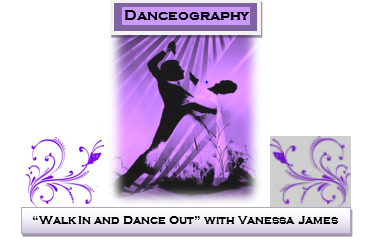 Danceography
“Walk In and Dance Out” with Vanessa James